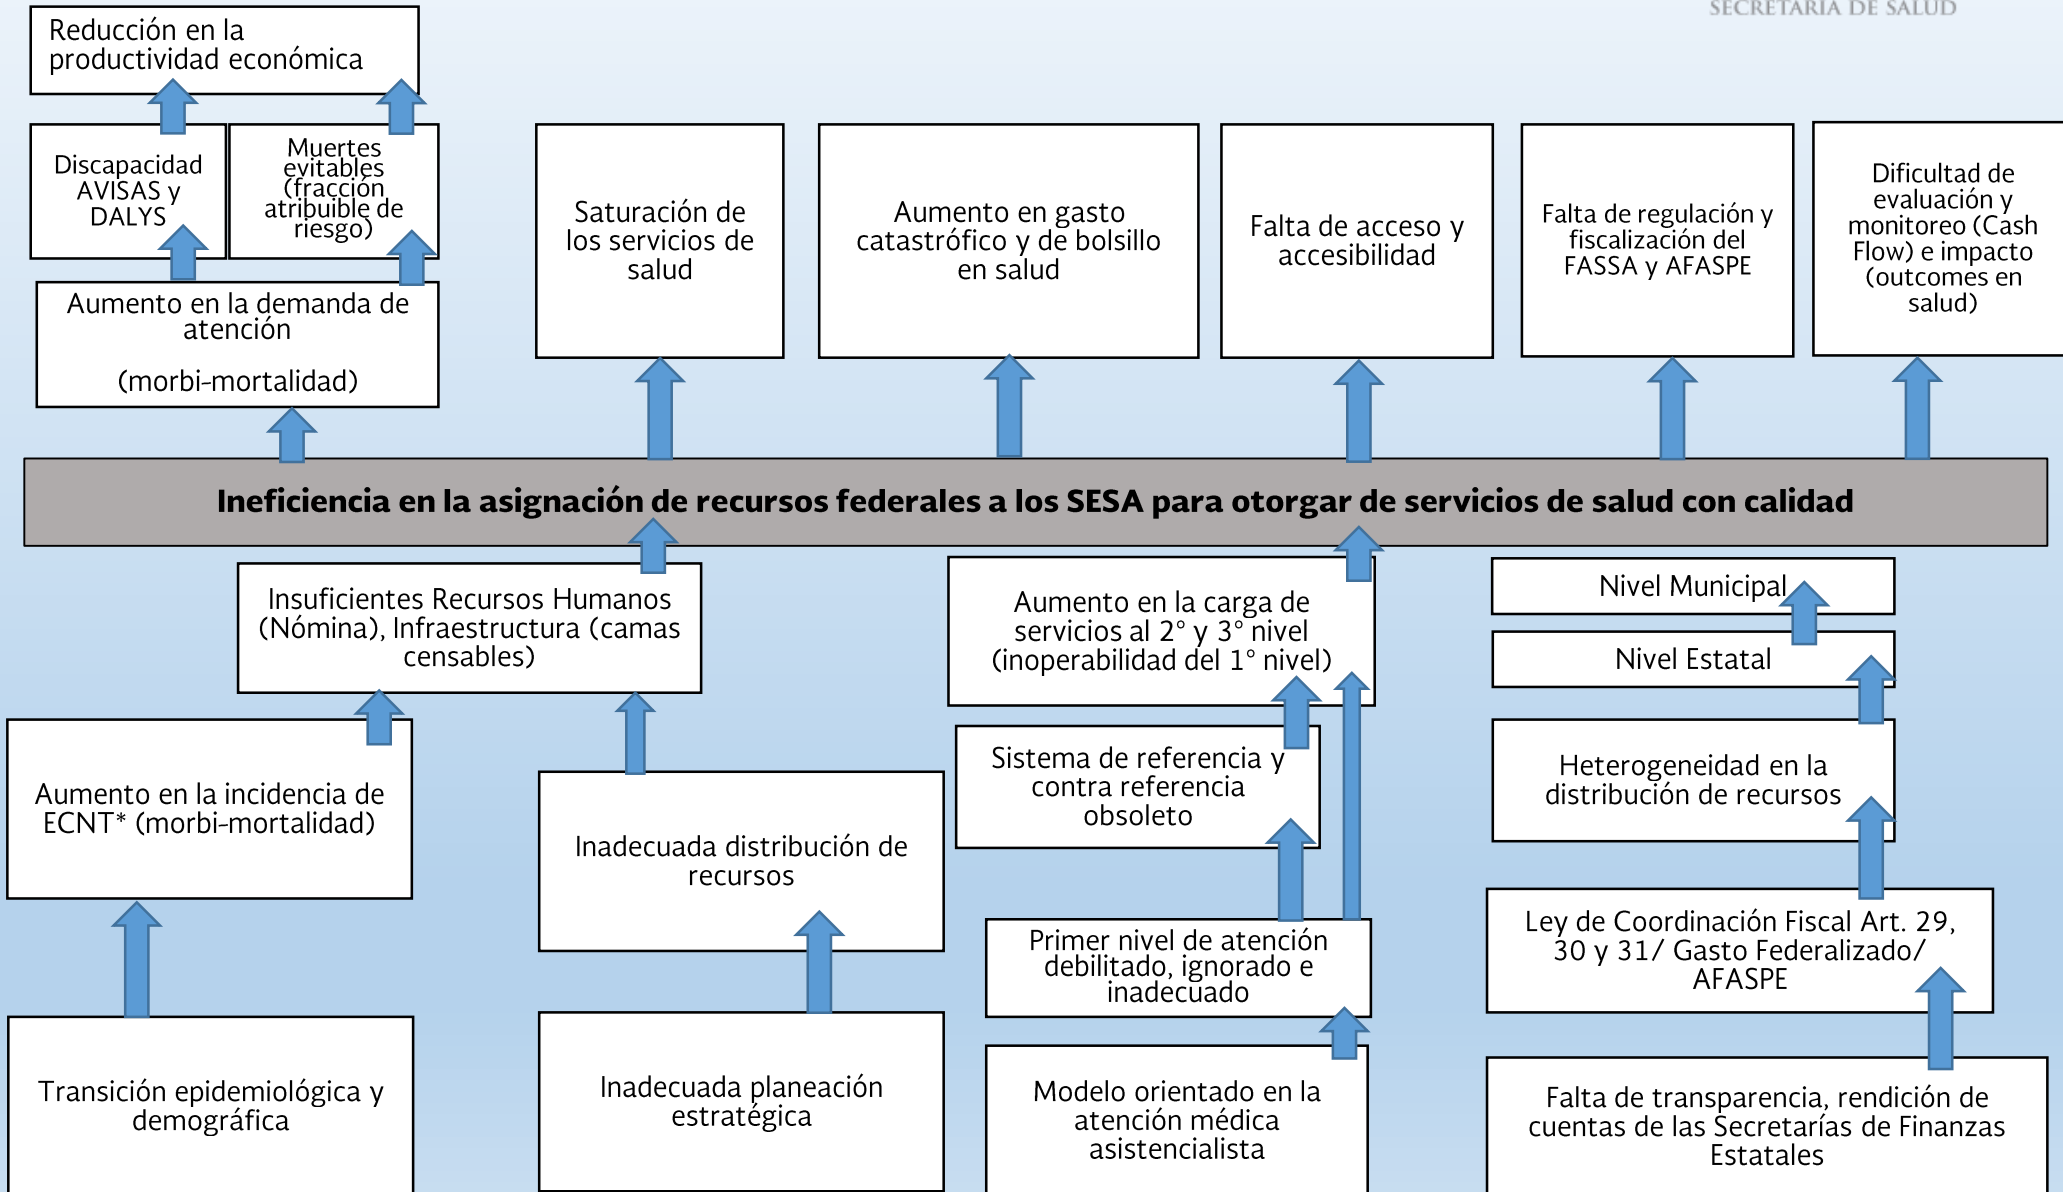 SECRETARÍA DE SALUD
Reducción en la
productividad económica
Discapacidad
AVISAS y
DALYS
Muertes
evitables
(fracción
atribuible de
riesgo)
Aumento en la demanda de
atención
(morbi-mortalidad)
Saturación de
los servicios de
salud
Aumento en gasto
catastrófico y de bolsillo
en salud
Falta de acceso y
accesibilidad
Falta de regulación y
fiscalización del
FASSA y AFASPE
Dificultad de
evaluación y
monitoreo (Cash
Flow) e impacto
(outcomes en
salud)
Ineficiencia en la asignación de recursos federales a los SESA para otorgar de servicios de salud con calidad
Insuficientes Recursos Humanos
(Nómina), Infraestructura (camas
censables)
Aumento en la incidencia de
ECNT* (morbi-mortalidad)
Transición epidemiológica y
demográfica
Inadecuada distribución de
recursos
Inadecuada planeación
estratégica
Aumento en la carga de
servicios al 2° y 3° nivel
(inoperabilidad del 1° nivel)
Sistema de referencia y
contra referencia
obsoleto
Primer nivel de atención
debilitado, ignorado e
inadecuado
Modelo orientado en la
atención médica
asistencialista
Nivel Municipal
Nivel Estatal
Heterogeneidad en la
distribución de recursos
Ley de Coordinación Fiscal Art. 29,
30 y 31/ Gasto Federalizado/
AFASPE
Falta de transparencia, rendición de
cuentas de las Secretarías de Finanzas
Estatales